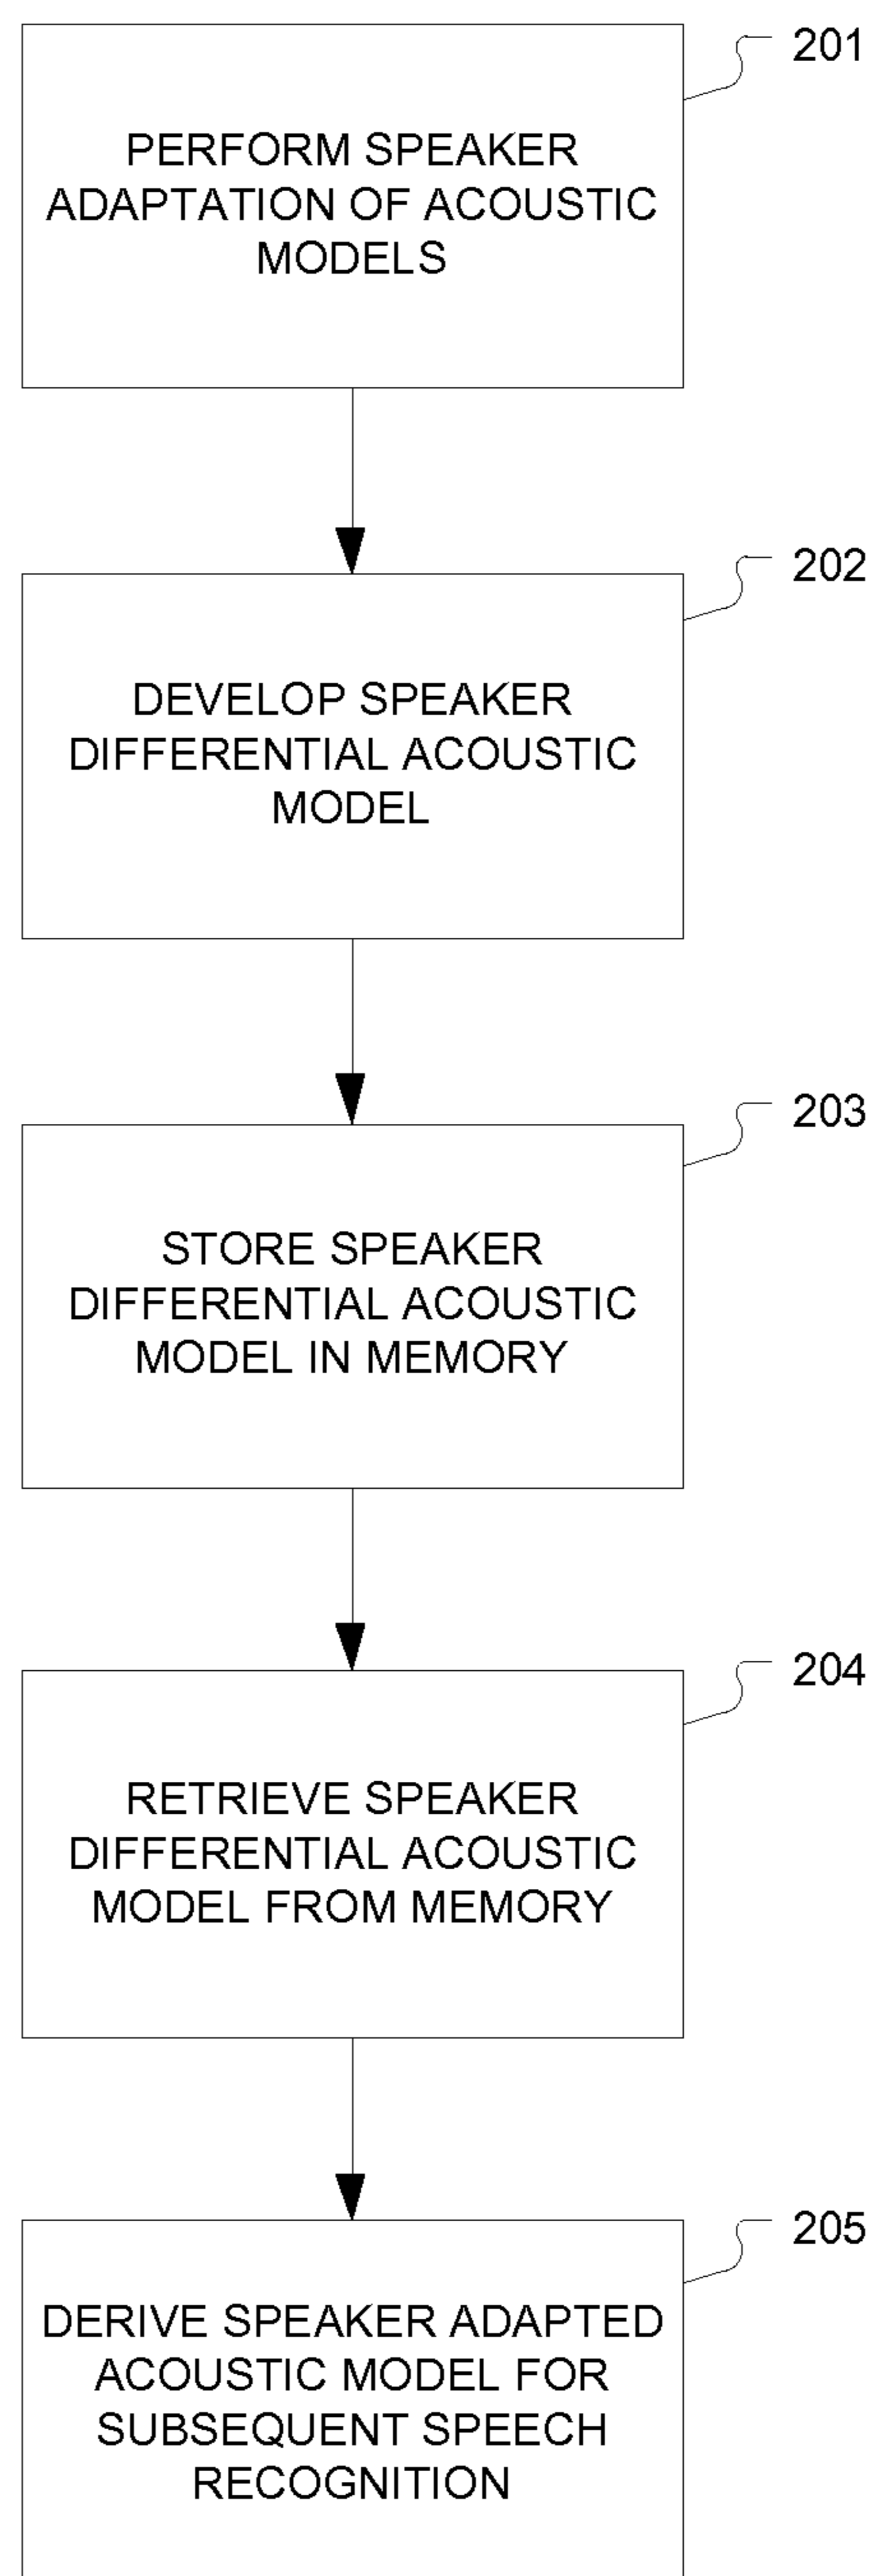 201
PERFORM SPEAKER
ADAPTATION OF ACOUSTIC
MODELS
202
DEVELOP SPEAKER
DIFFERENTIAL ACOUSTIC
MODEL
203
STORE SPEAKER
DIFFERENTIAL ACOUSTIC
MODEL IN MEMORY
204
RETRIEVE SPEAKER
DIFFERENTIAL ACOUSTIC
MODEL FROM MEMORY
205
DERIVE SPEAKER ADAPTED
ACOUSTIC MODEL FOR
SUBSEQUENT SPEECH
RECOGNITION